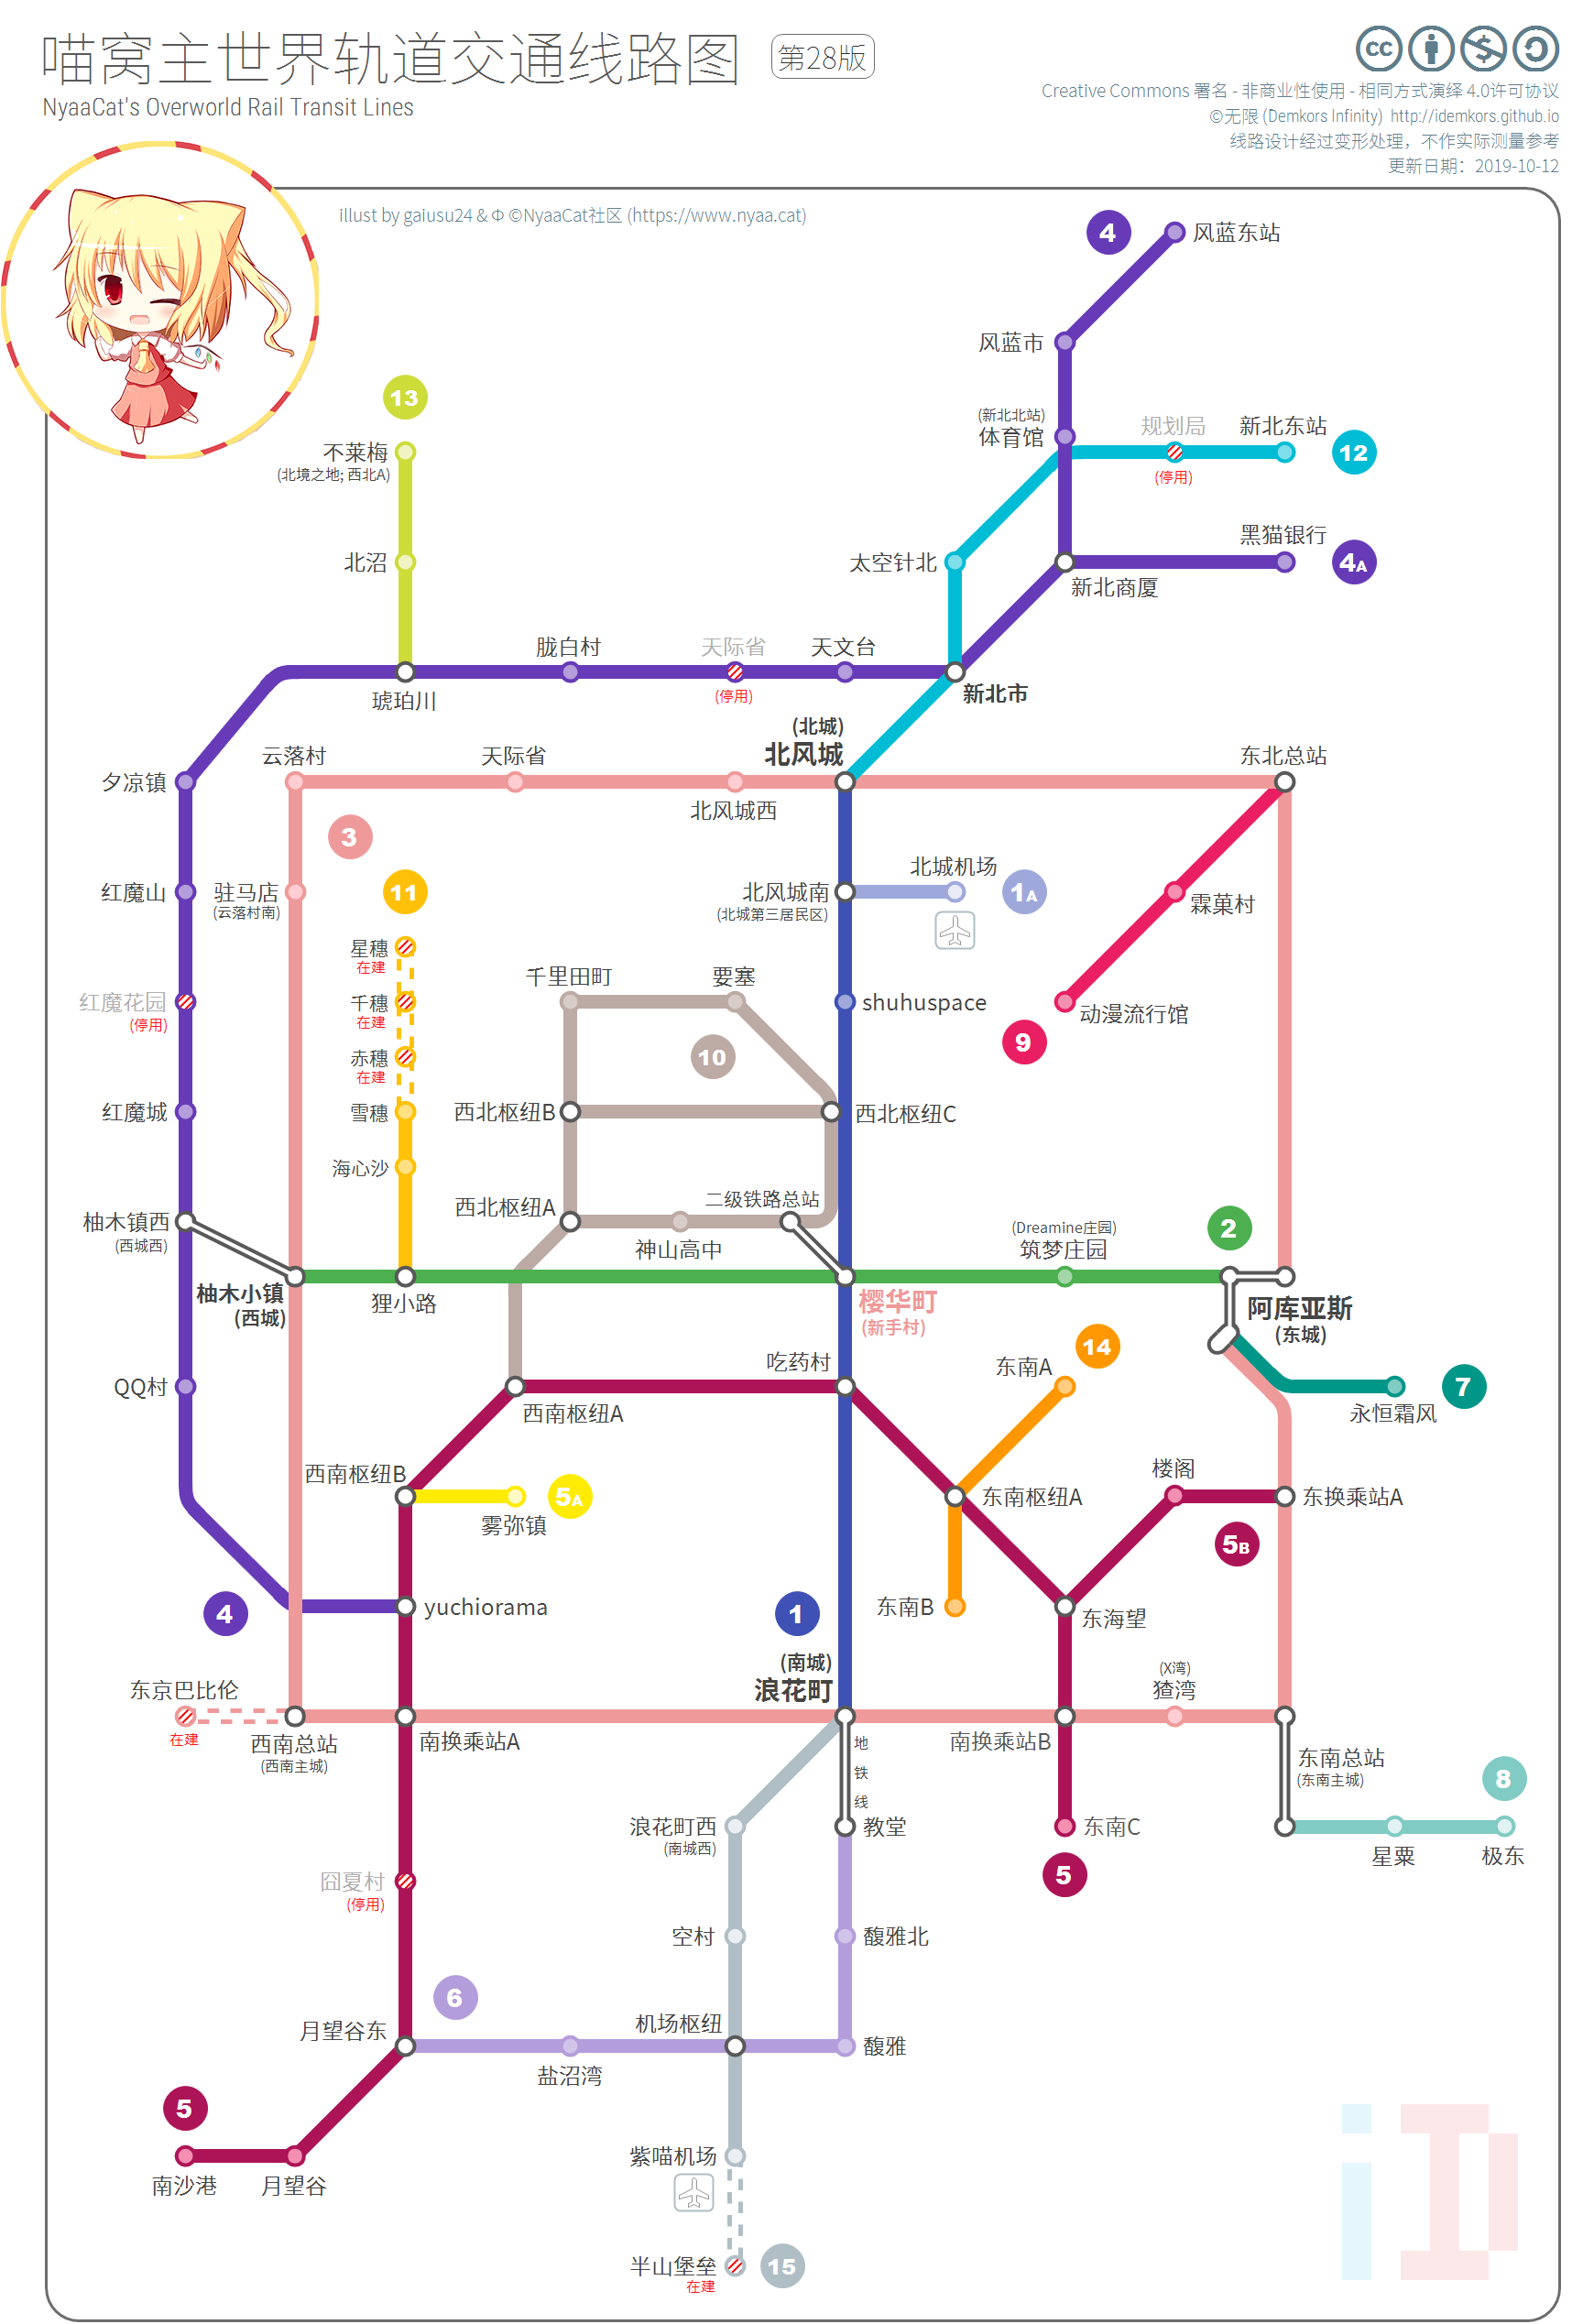 喵窝主世界轨道交通线路图
第28版
NyaaCat's Overworld Rail Transit Lines
cc
Creative Commons 署名 - 非商业性使用 - 相同方式演绎 4.0许可协议
©无限 (Demkors Infinity)  http://idemkors.github.io
线路设计经过变形处理，不作实际测量参考
更新日期：2019-10-12
illust by gaiusu24 & Φ ©NyaaCat社区 (https://www.nyaa.cat)
4
风蓝东站
风蓝市
13
(新北北站)
体育馆
规划局
(停用)
新北东站
12
不莱梅
(北境之地; 西北A)
北沼
太空针北
黑猫银行
4A
新北商厦
胧白村
天际省
(停用)
天文台
琥珀川
新北市
(北城)
北风城
云落村
天际省
东北总站
夕凉镇
北风城西
3
红魔山
驻马店
(云落村南)
11
北风城南
(北城第三居民区)
北城机场
1A
霖菓村
星穗
在建
千里田町
要塞
红魔花园
(停用)
千穗
在建
shuhuspace
动漫流行馆
9
10
赤穗
在建
红魔城
雪穗
西北枢纽B
西北枢纽C
海心沙
柚木镇西
(西城西)
西北枢纽A
二级铁路总站
神山高中
(Dreamine庄园)
筑梦庄园
2
柚木小镇
(西城)
狸小路
樱华町
(新手村)
阿库亚斯
(东城)
吃药村
东南A
14
QQ村
西南枢纽A
7
永恒霜风
西南枢纽B
5A
雾弥镇
东南枢纽A
楼阁
东换乘站A
5B
4
yuchiorama
1
东南B
东海望
(南城)
浪花町
(X湾)
猹湾
东京巴比伦
在建
西南总站
(西南主城)
南换乘站A
地
铁
线
南换乘站B
东南总站
(东南主城)
8
浪花町西
(南城西)
教堂
东南C
星粟
极东
5
囧夏村
(停用)
空村
馥雅北
6
月望谷东
机场枢纽
馥雅
盐沼湾
5
南沙港
月望谷
紫喵机场
半山堡垒
在建
15
iD